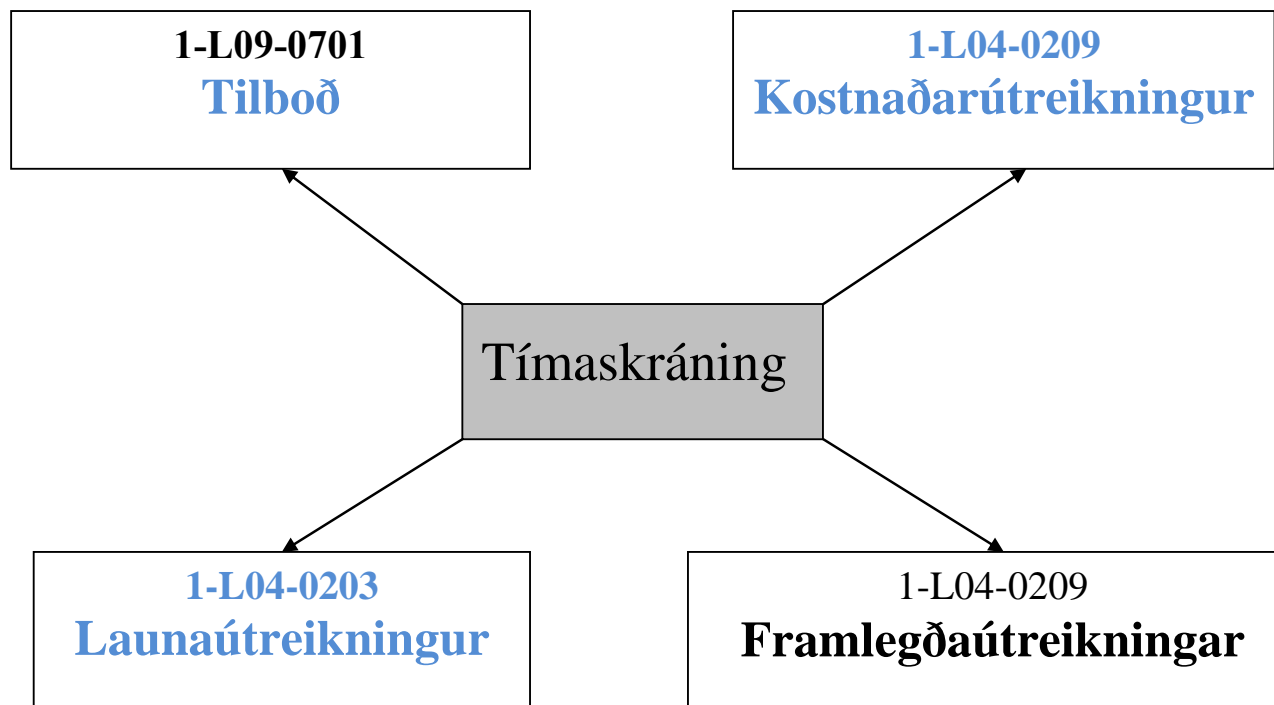 1-L09-0701
Tilboð
1-L04-0209
Kostnaðarútreikningur
Tímaskráning
1-L04-0203
Launaútreikningur
1-L04-0209
Framlegðaútreikningar